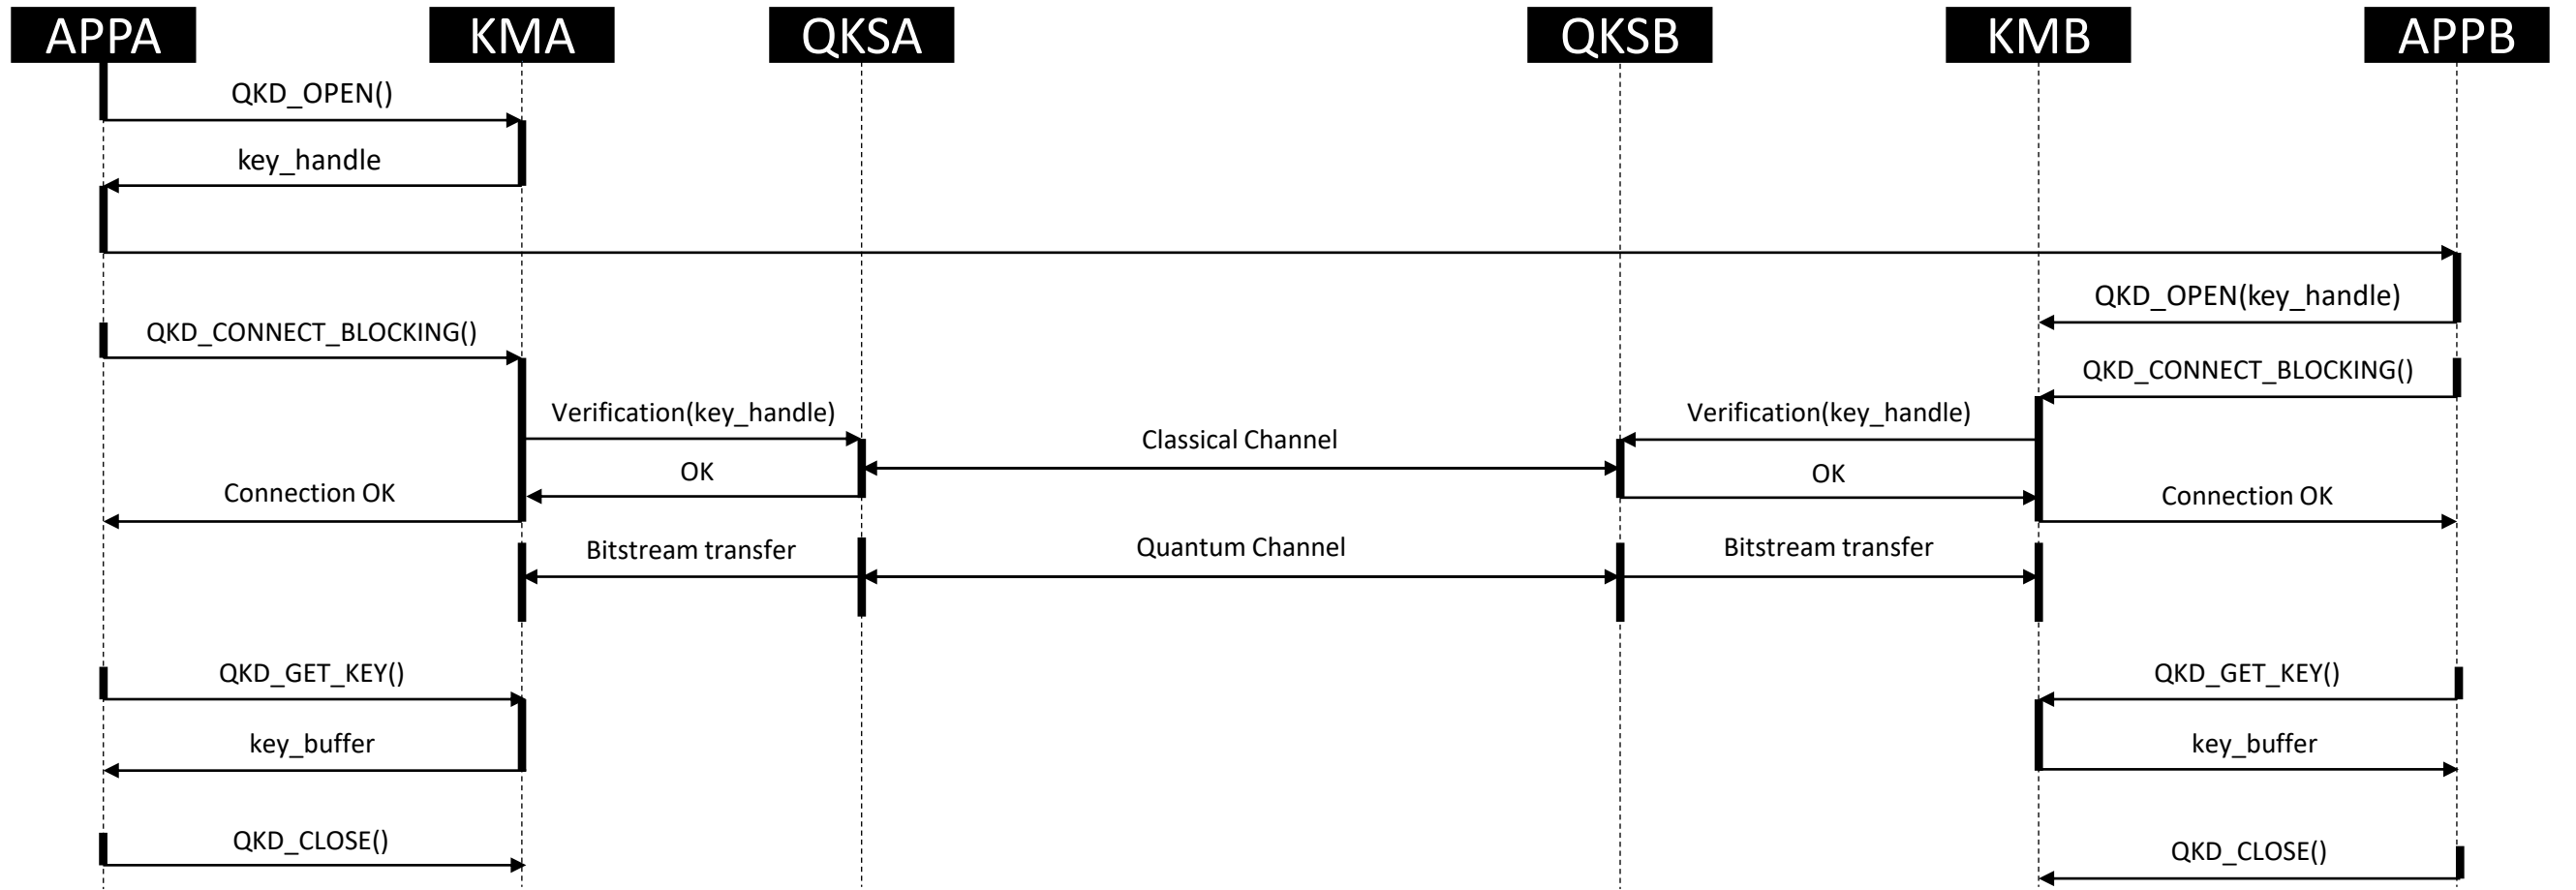 APPA
KMA
QKSA
QKSB
KMB
APPB
QKD_OPEN()
key_handle
QKD_OPEN(key_handle)
QKD_CONNECT_BLOCKING()
QKD_CONNECT_BLOCKING()
Verification(key_handle)
Verification(key_handle)
Classical Channel
OK
OK
Connection OK
Connection OK
Bitstream transfer
Quantum Channel
Bitstream transfer
QKD_GET_KEY()
QKD_GET_KEY()
key_buffer
key_buffer
QKD_CLOSE()
QKD_CLOSE()